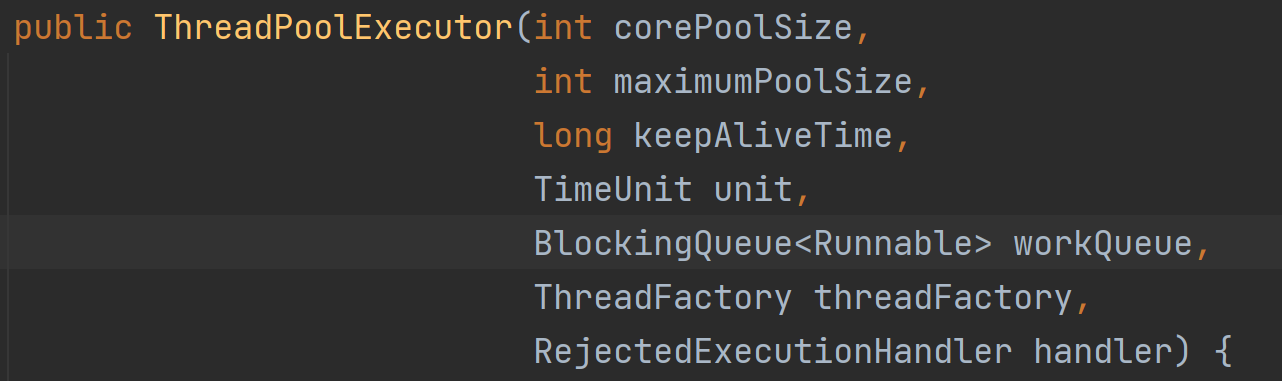 public ThreadPoolExecutor(int corePoolSize,
int maximumPoolSize,
long keepAliveTime,
TimeUnit unit,
BlockingQueue<Runnable> workQueue,
ThreadFactory threadFactory,
RejectedExecutionHandler handler) {